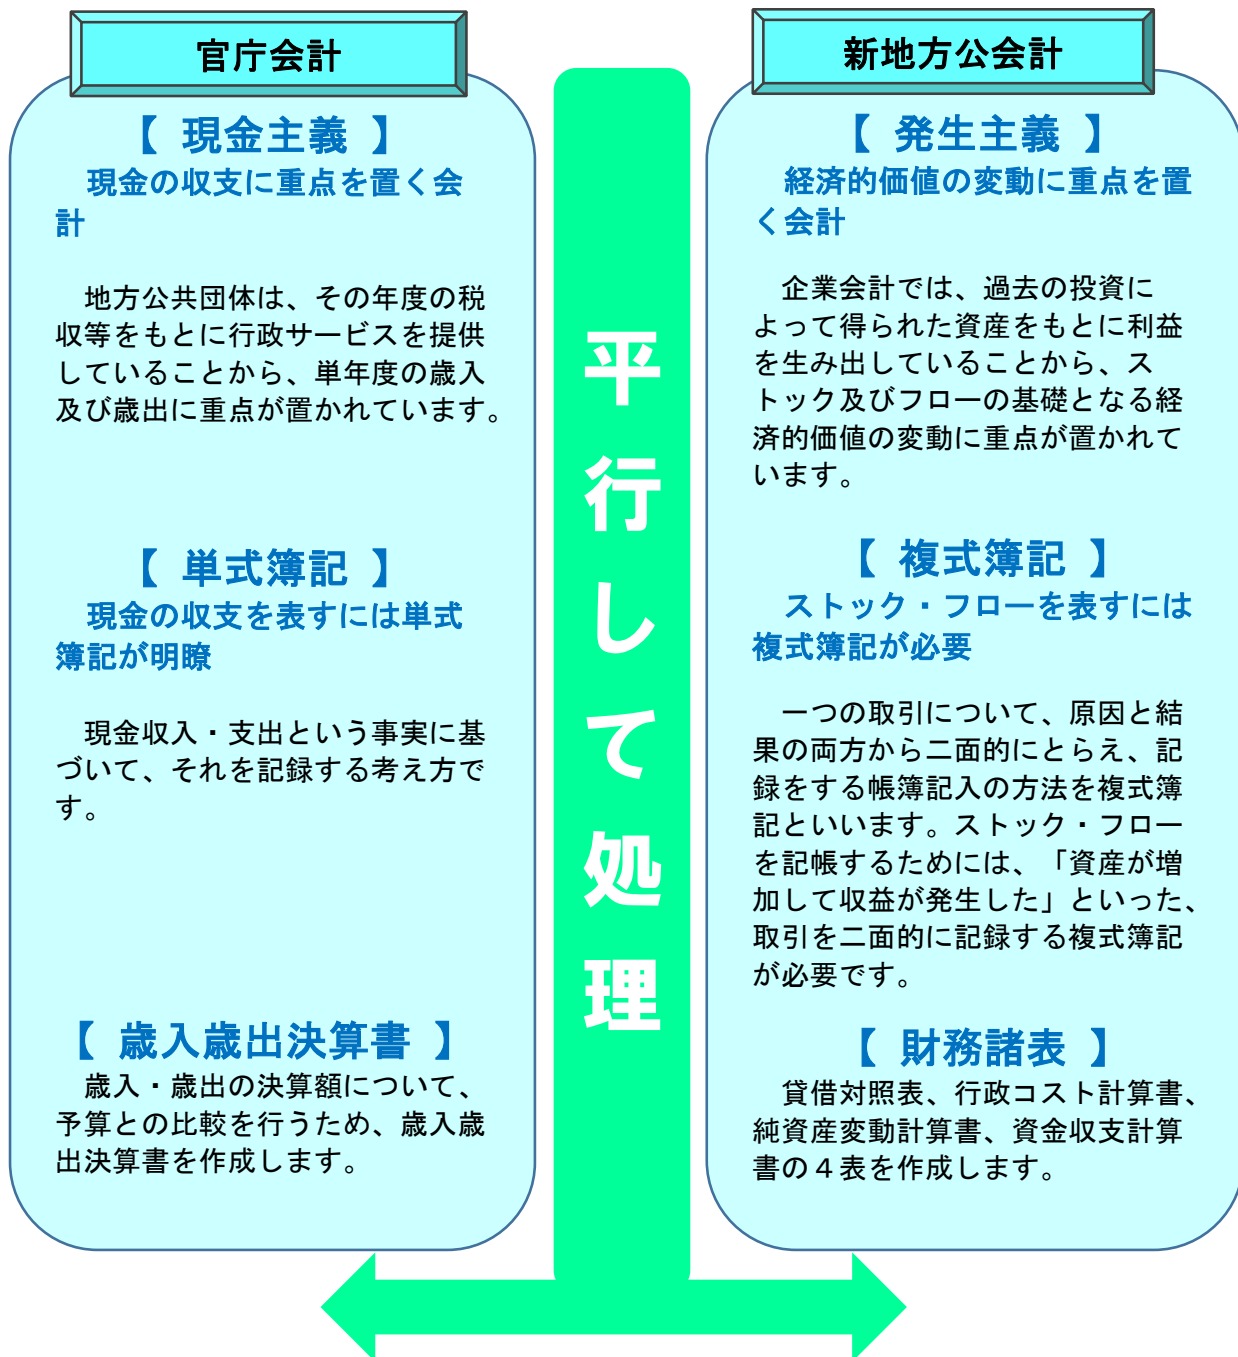 官庁会計
【 現金主義 】
現金の収支に重点を置く会
計
地方公共団体は、その年度の税
収等をもとに行政サービスを提供
していることから、単年度の歳入
及び歳出に重点が置かれています。
【 単式簿記 】
現金の収支を表すには単式
簿記が明瞭
現金収入・支出という事実に基
づいて、それを記録する考え方で
す。
【 歳入歳出決算書 】
歳入・歳出の決算額について、
予算との比較を行うため、歳入歳
出決算書を作成します。
平行して処理
新地方公会計
【 発生主義 】
経済的価値の変動に重点を置
く会計
企業会計では、過去の投資に
よって得られた資産をもとに利益
を生み出していることから、ス
トック及びフローの基礎となる経
済的価値の変動に重点が置かれて
います。
【 複式簿記 】
ストック・フローを表すには
複式簿記が必要
一つの取引について、原因と結
果の両方から二面的にとらえ、記
録をする帳簿記入の方法を複式簿
記といいます。ストック・フロー
を記帳するためには、「資産が増
加して収益が発生した」といった、
取引を二面的に記録する複式簿記
が必要です。
【 財務諸表 】
貸借対照表、行政コスト計算書、
純資産変動計算書、資金収支計算
書の４表を作成します。